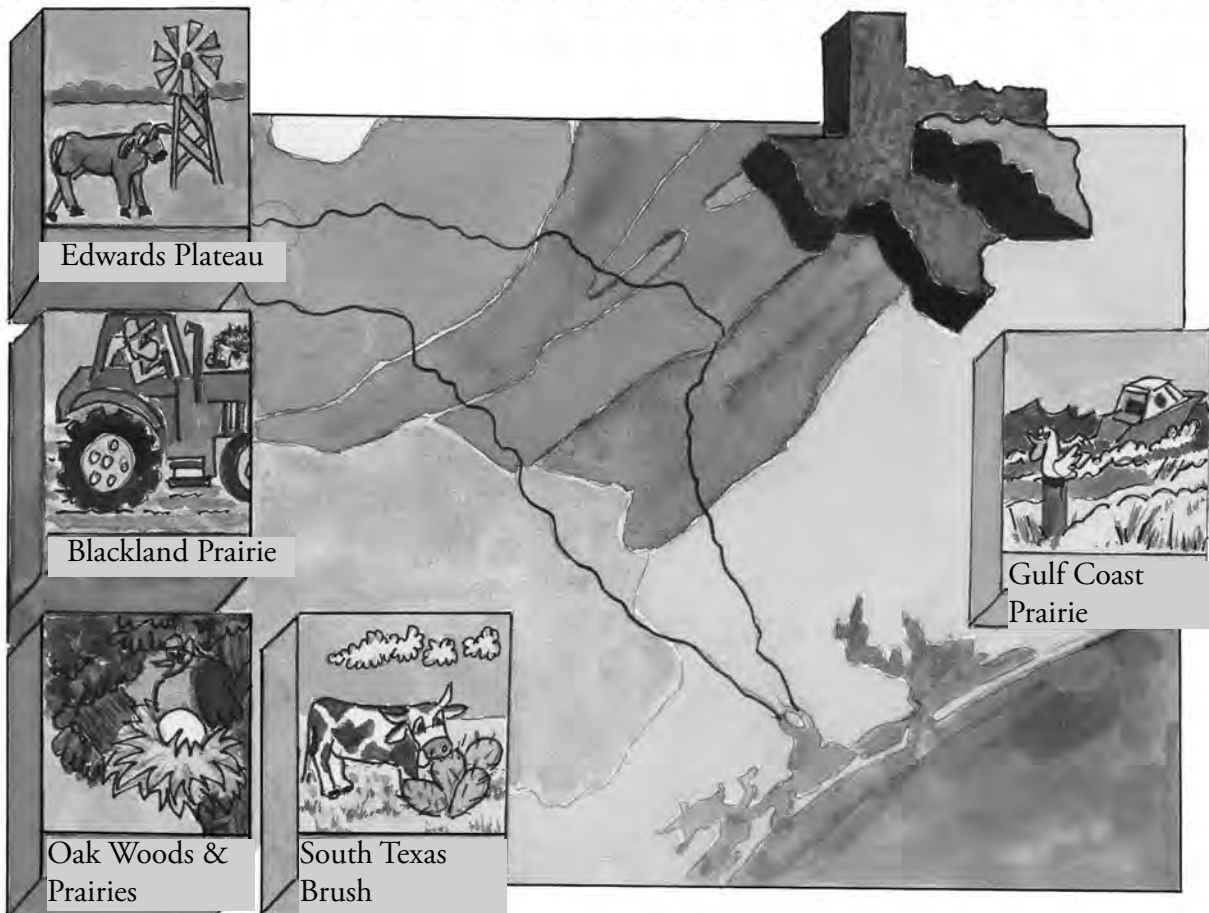 Edwards Plateau
Blackland Prairie
Gulf Coast
Prairie
Oak Woods &
Prairies
South Texas
Brush